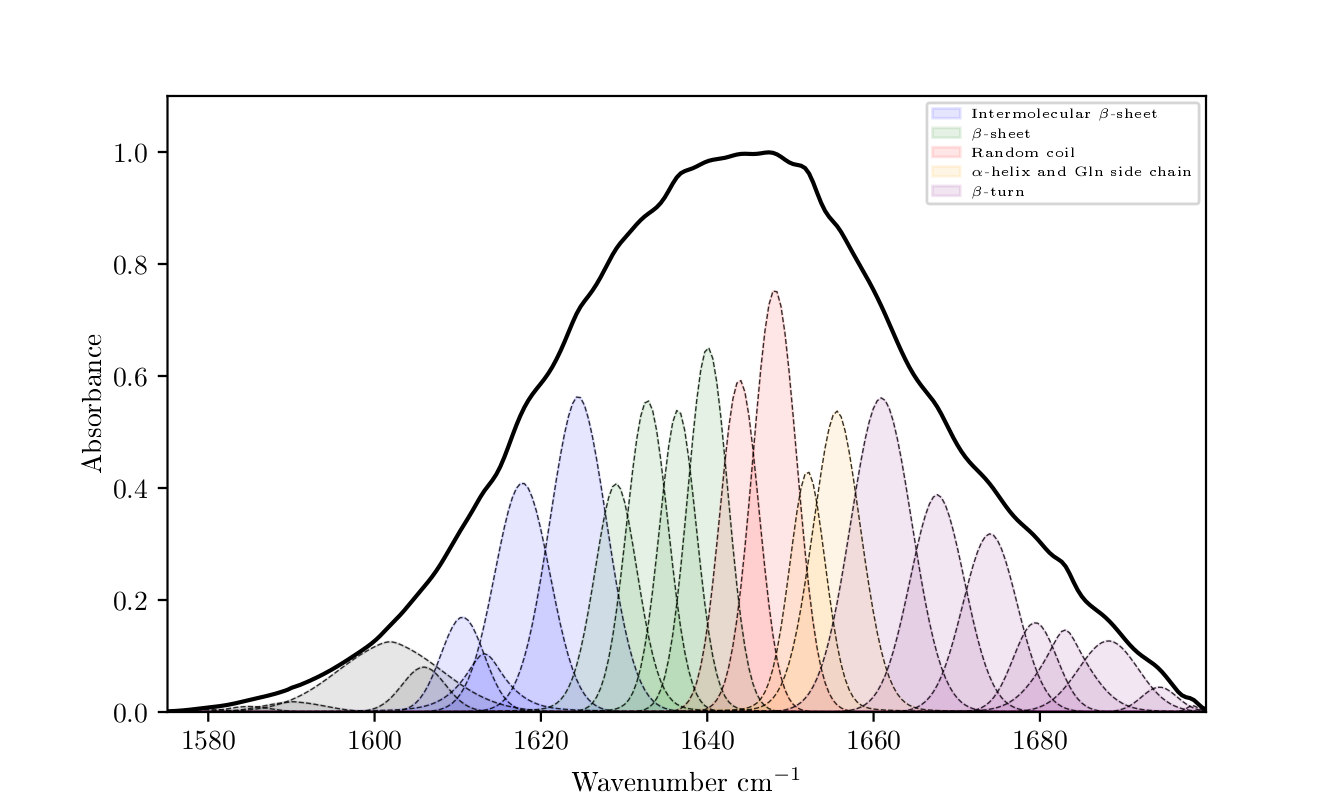 Intermolecular β-sheet
β-sheet
Random coil
α-helix and Gln side chain
β-turn
1.0
0.8
0.6
0.4
0.2
0.0
Absorbance
1580 1600 1620 1640 1660 1680
Wavenumber cm⁻¹